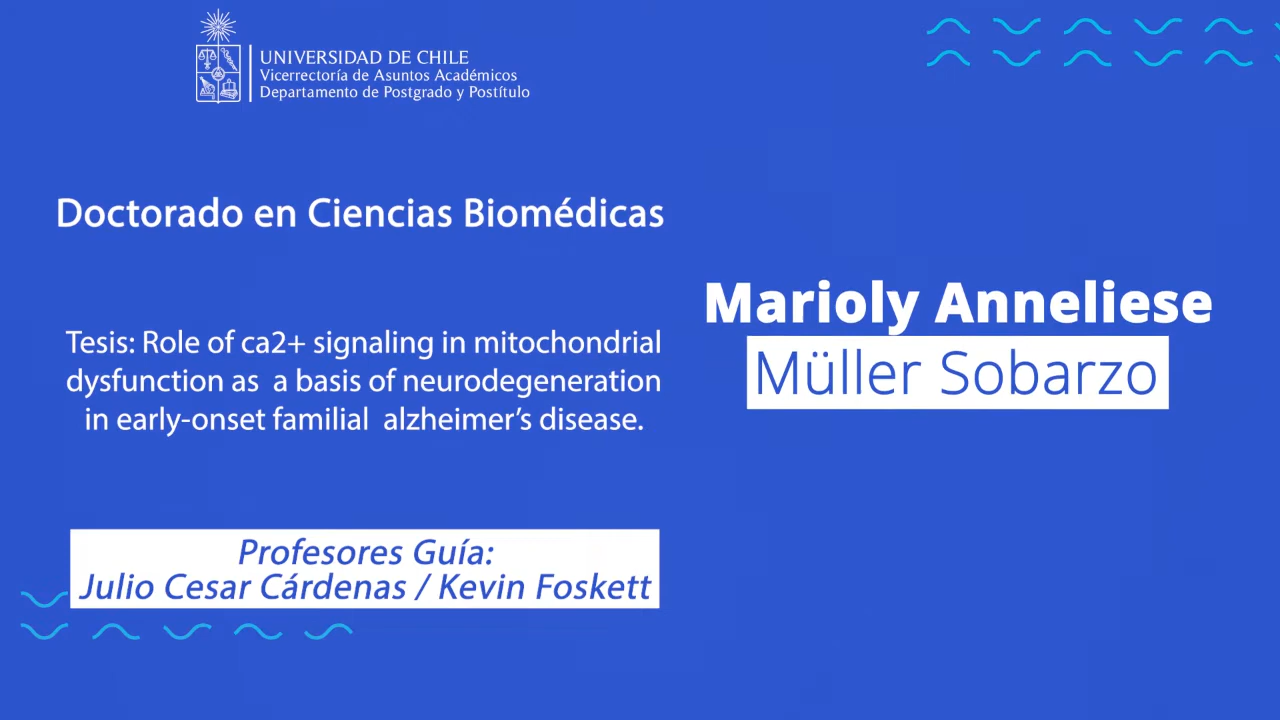 UNIVERSIDAD DE CHILE
Vicerrectoría de Asuntos Académicos
Departamento de Postgrado y Postítulo
Doctorado en Ciencias Biomédicas
Tesis: Role of ca2+ signaling in mitochondrial
dysfunction as  a basis of neurodegeneration
in early-onset familial  alzheimer’s disease.
Profesores Guía:
Julio Cesar Cárdenas / Kevin Foskett
Marioly Anneliese
Müller Sobarzo